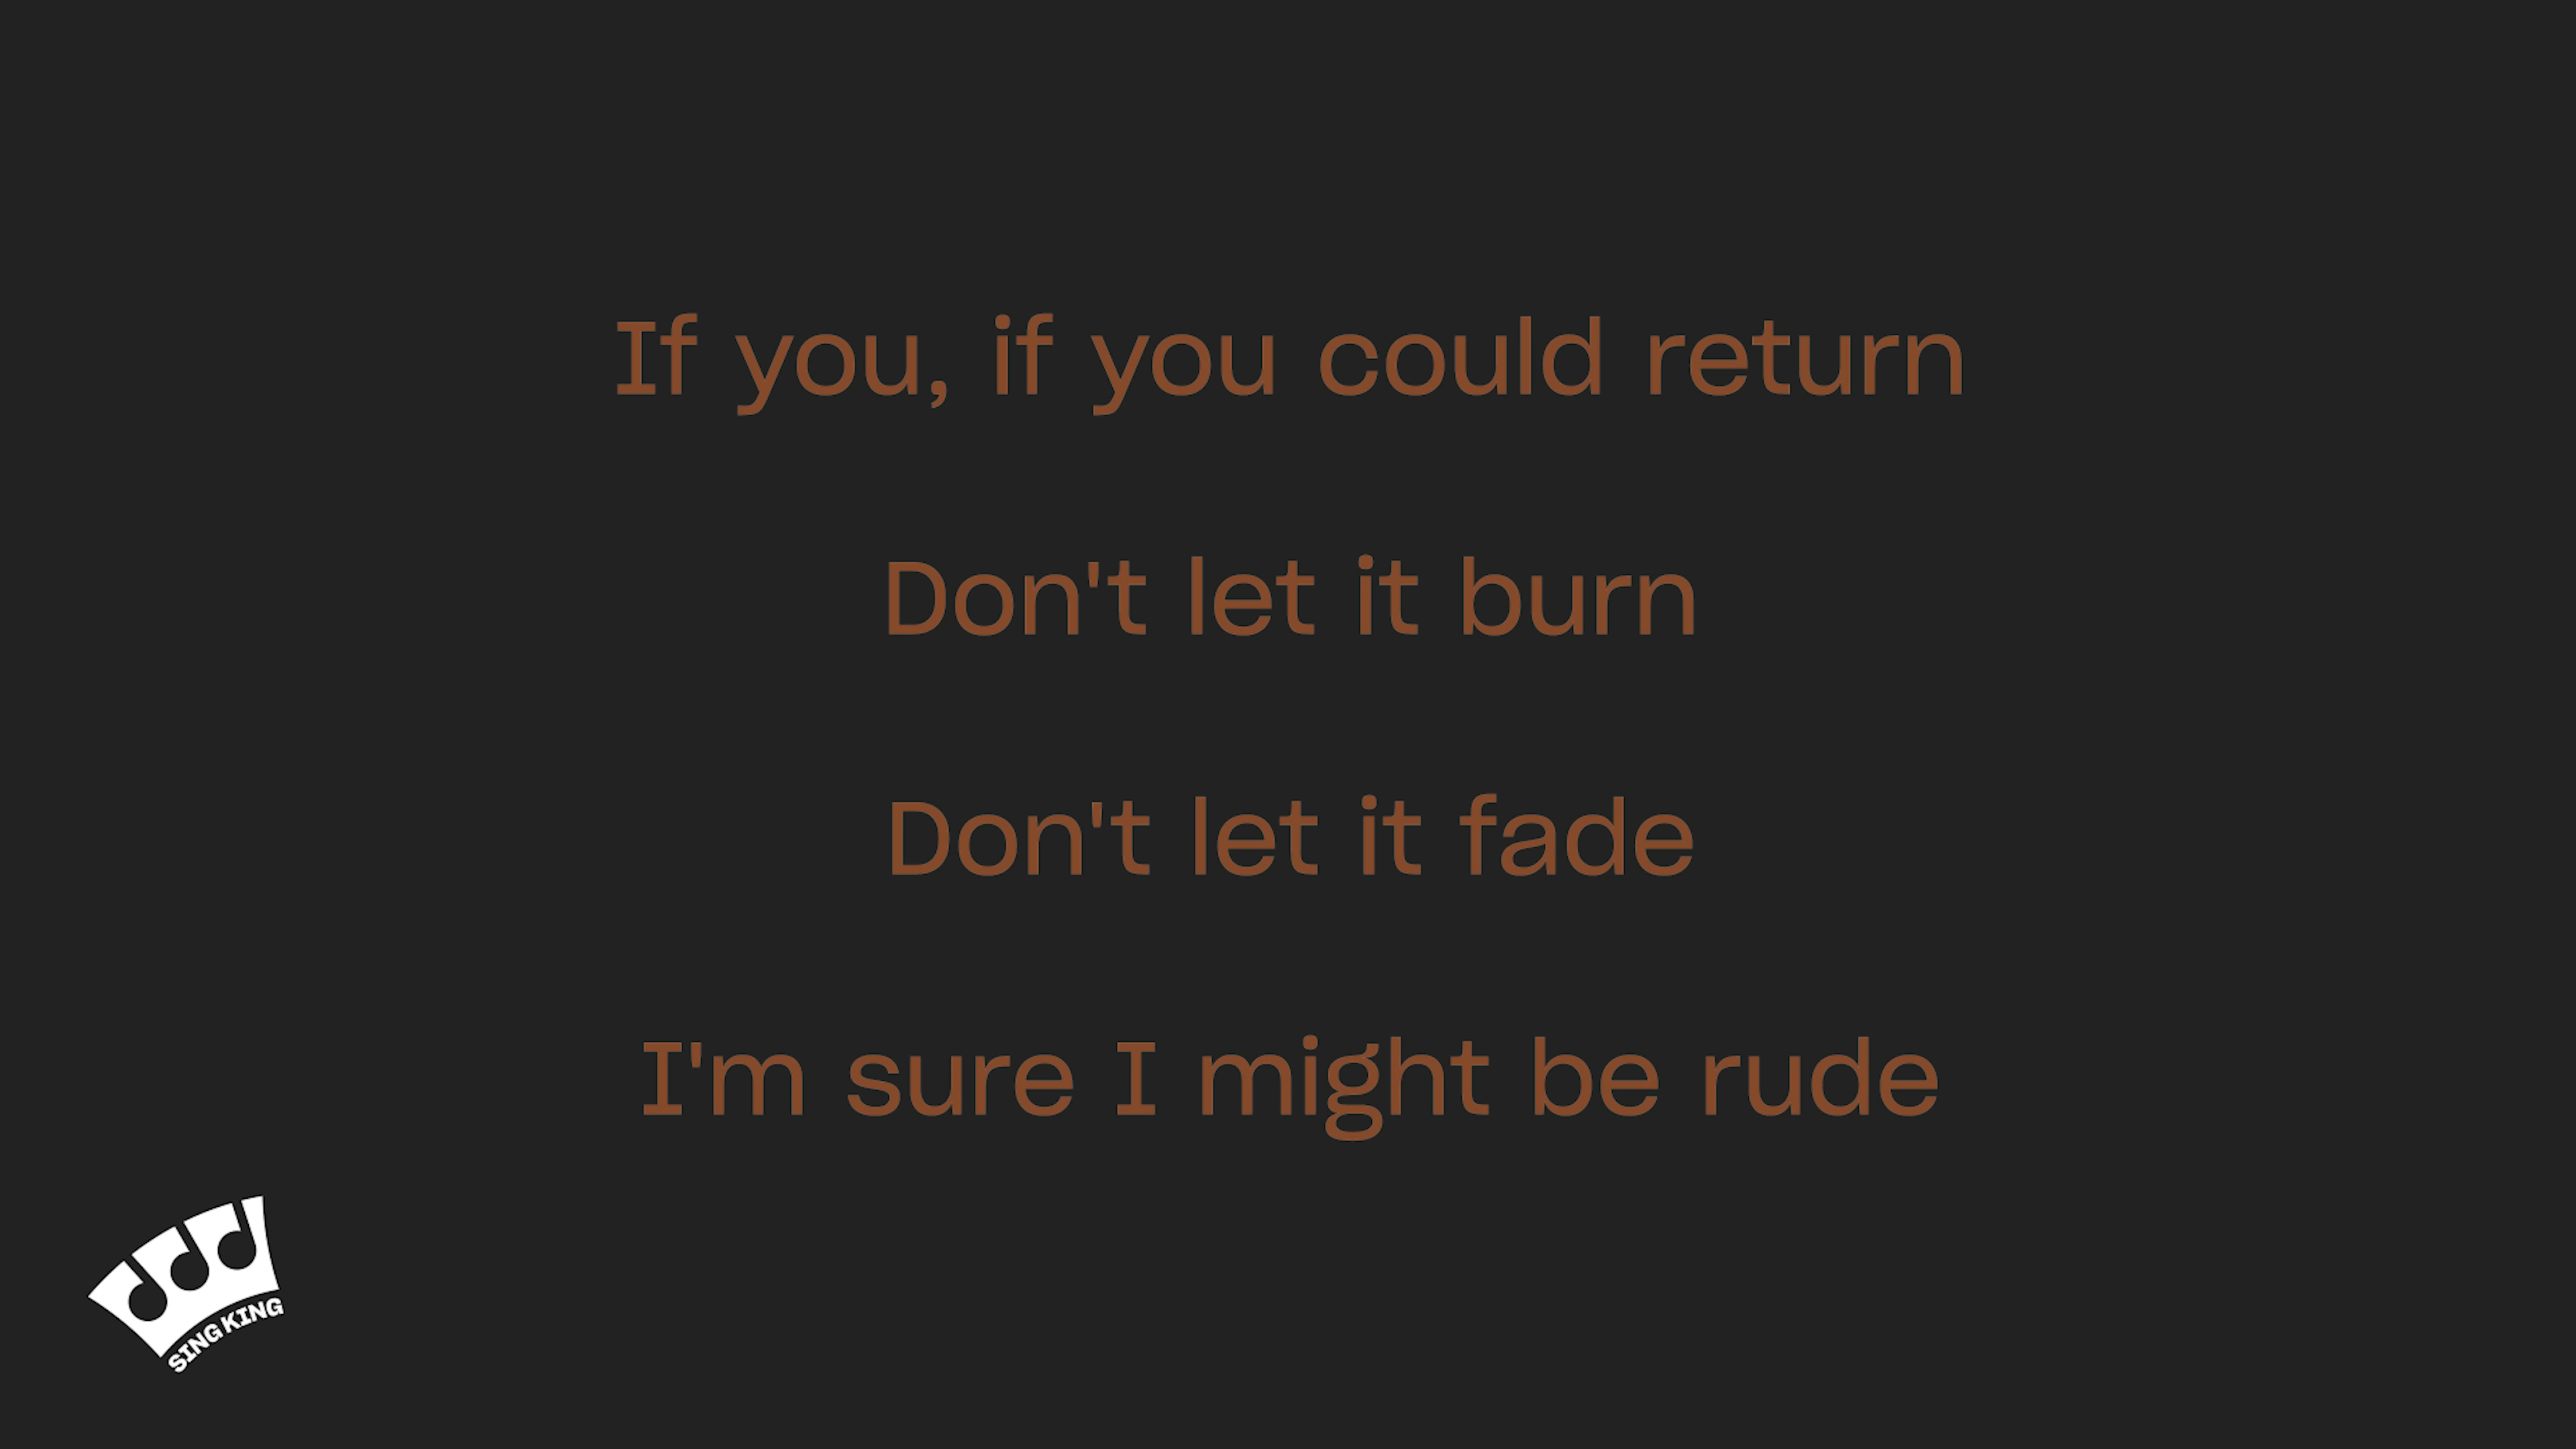 If you, if you could return
Don't let it burn
Don't let it fade
I'm sure I might be rude
SING KING